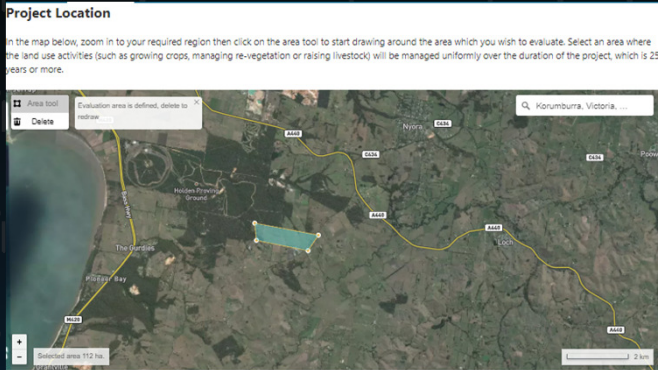 Project Location
In the map below, zoom in to your required region then click on the area tool to start drawing around the area which you wish to evaluate. Select an area where
the land use activities (such as growing crops, managing re-vegetation or raising livestock) will be managed uniformly over the duration of the project, which is 25
years or more.
Area tool
Delete
Evaluation area is defined, delete to
redraw
×
Korumburra, Victoria, ...
Nyora
C434
A440
C434
C434
Poow
Holden Proving
Ground
Bass Hwy
A440
A440
Loch
The Gurdies
Pioneer Bay
M420
A440
+
−
Selected area 112 ha.
2 km